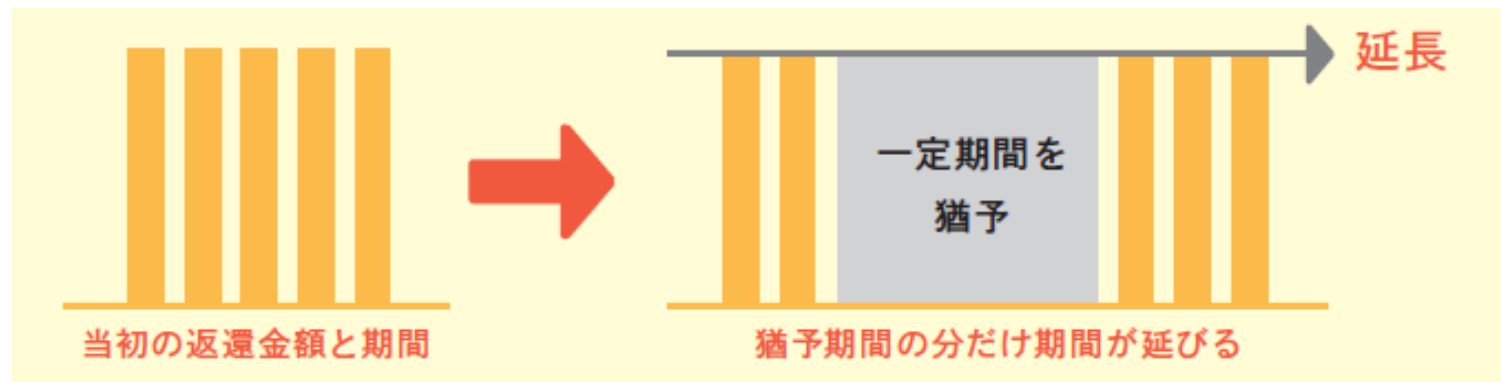 延長
一定期間を
猶予
当初の返還金額と期間
猶予期間の分だけ期間が延びる